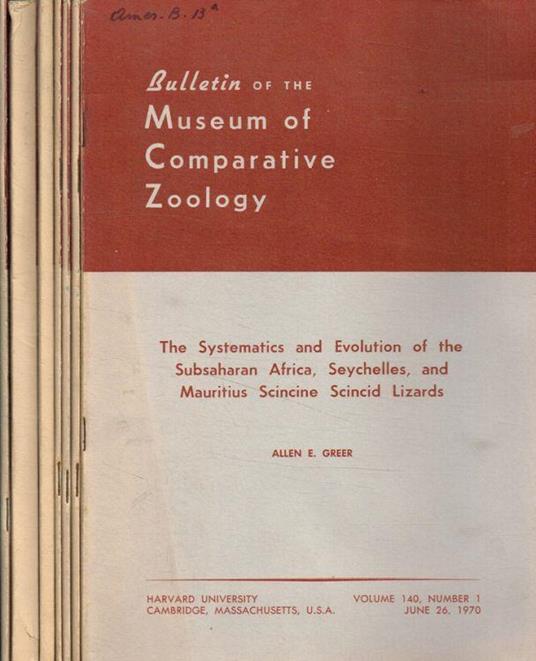 Amer. B. 13ª
Bulletin OF THE
Museum of
Comparative
Zoology
The Systematics and Evolution of the
Subsaharan Africa, Seychelles, and
Mauritius Scincine Scincid Lizards
ALLEN E. GREER
HARVARD UNIVERSITY VOLUME 140, NUMBER 1
CAMBRIDGE, MASSACHUSETTS, U.S.A. JUNE 26, 1970